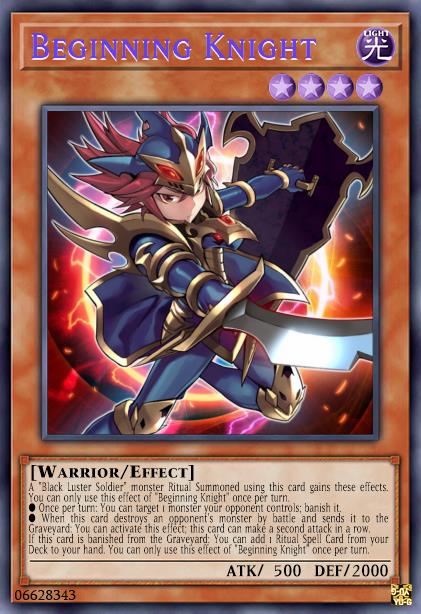 BEGINNING KNIGHT
LIGHT
光
[WARRIOR/EFFECT]
A "Black Luster Soldier" monster Ritual Summoned using this card gains these effects.
You can only use this effect of "Beginning Knight" once per turn.
● Once per turn: You can target 1 monster your opponent controls; banish it.
● When this card destroys an opponent's monster by battle and sends it to the
Graveyard: You can activate this effect; this card can make a second attack in a row.
If this card is banished from the Graveyard: You can add 1 Ritual Spell Card from your
Deck to your hand. You can only use this effect of "Beginning Knight" once per turn.
ATK/ 500 DEF/2000
06628343